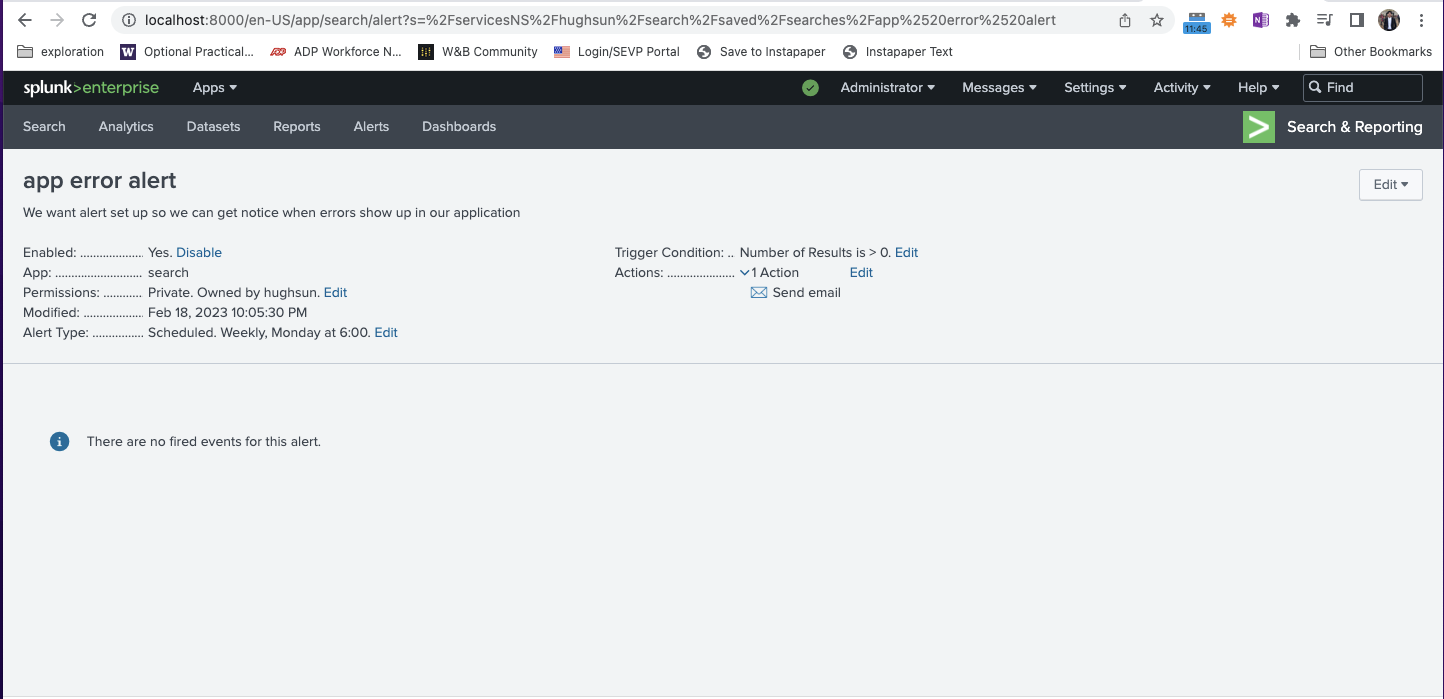 localhost:8000/en-US/app/search/alert?s=%2FservicesNS%2Fhughsun%2Fsearch%2Fsaved%2Fsearches%2Fapp%2520error%2520alert
11:45
exploration W Optional Practical... ADP ADP Workforce N... W&B Community Login/SEVP Portal Save to Instapaper Instapaper Text Other Bookmarks
splunk>enterprise Apps Administrator Messages Settings Activity Help Find
Search Analytics Datasets Reports Alerts Dashboards > Search & Reporting
app error alert Edit
We want alert set up so we can get notice when errors show up in our application
Enabled: ................... Yes. Disable Trigger Condition: .. Number of Results is > 0. Edit
App: .......................... search Actions: .................... 1 Action Edit
Permissions: ............ Private. Owned by hughsun. Edit Send email
Modified: .................. Feb 18, 2023 10:05:30 PM
Alert Type: ............... Scheduled. Weekly, Monday at 6:00. Edit
There are no fired events for this alert.